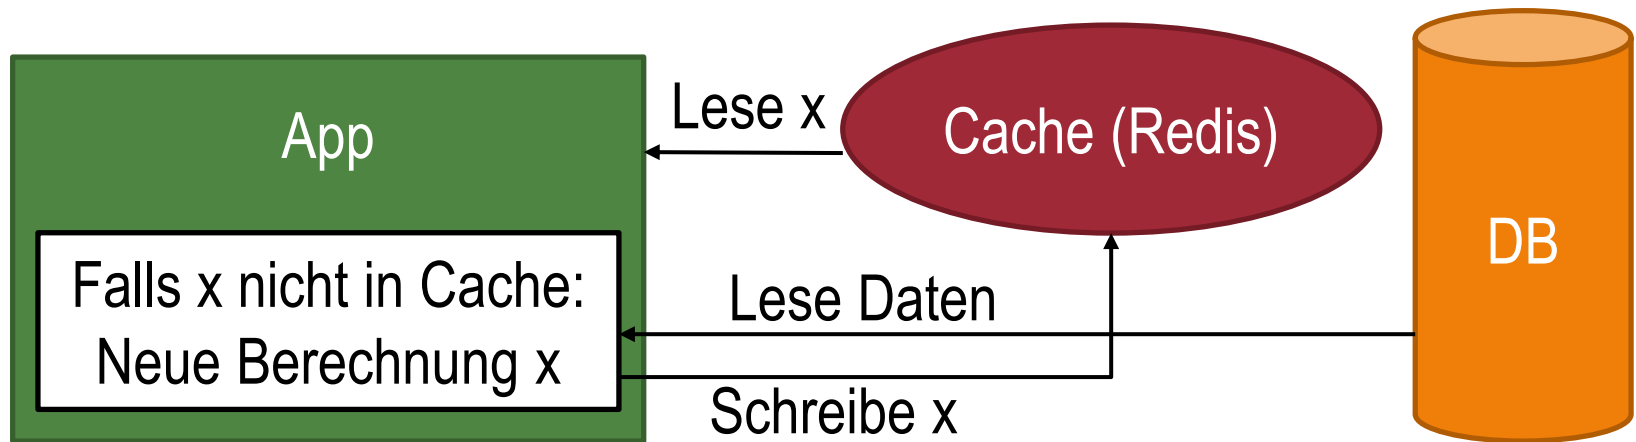 App
Lese x
Cache (Redis)
DB
Falls x nicht in Cache:
Neue Berechnung x
Lese Daten
Schreibe x